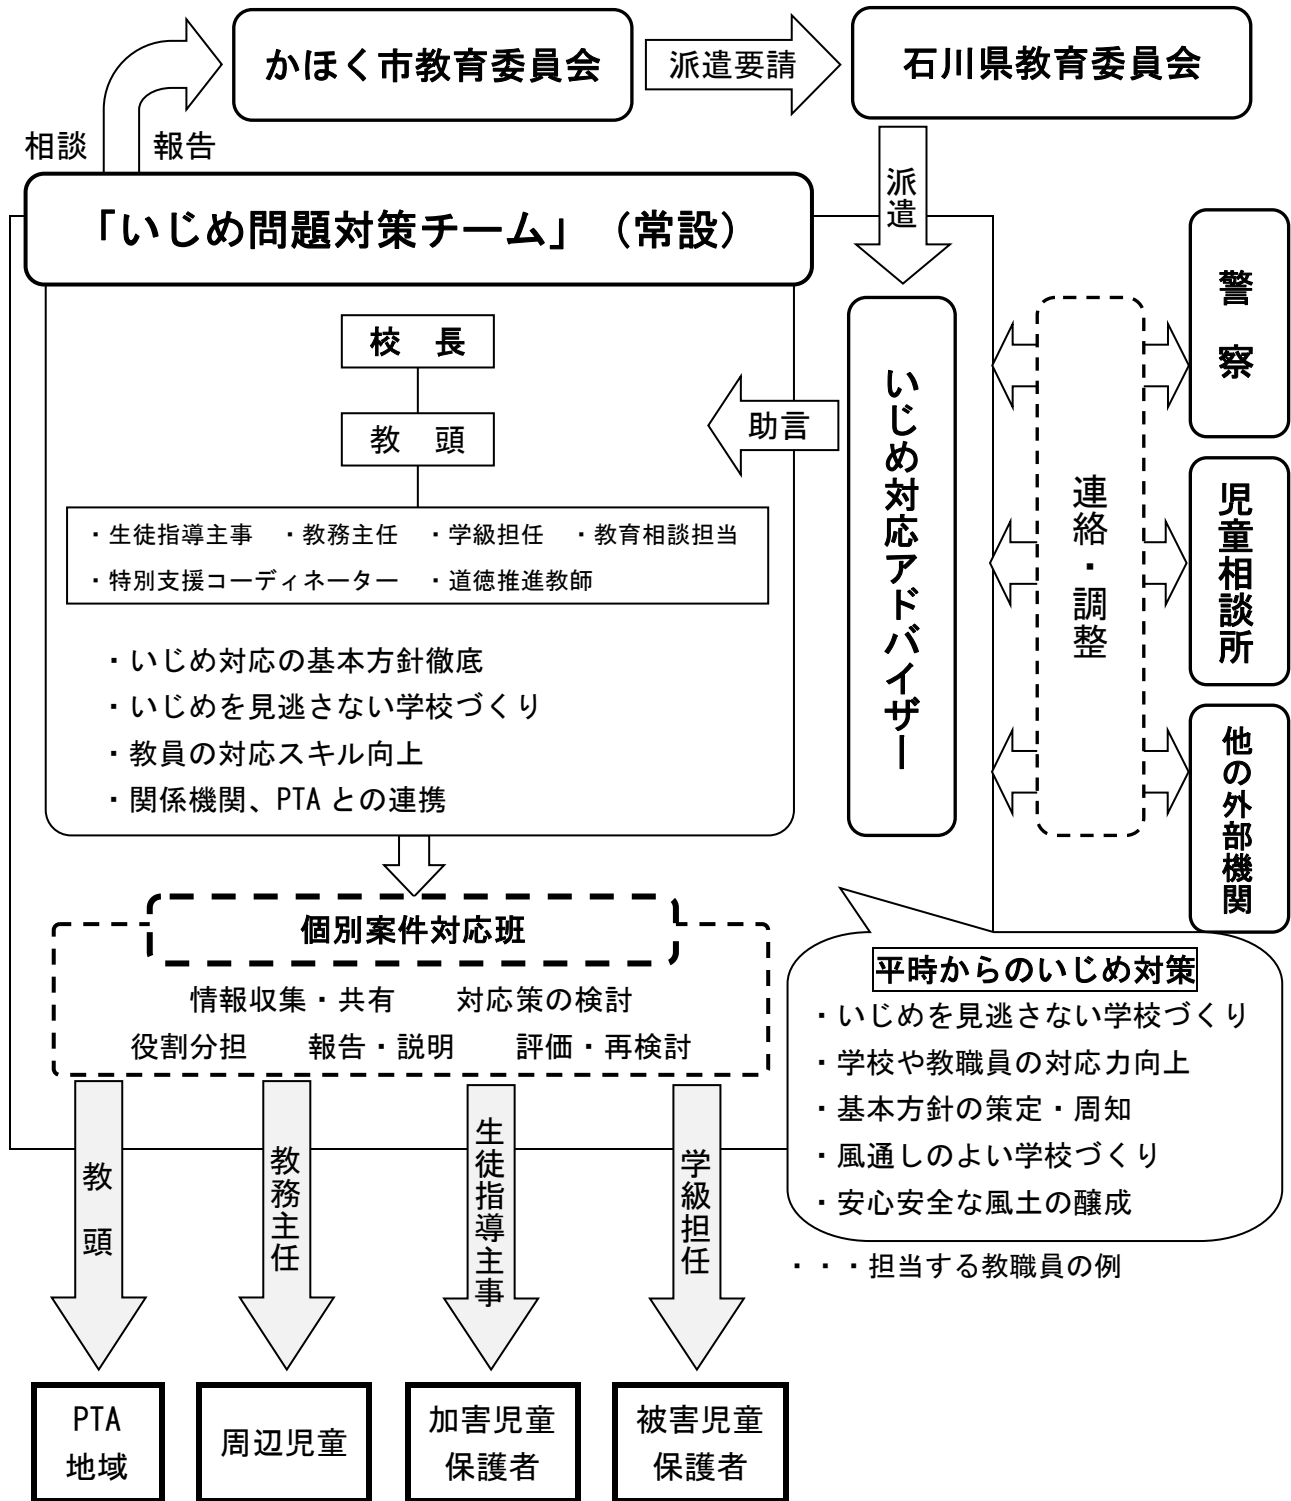 かほく市教育委員会
派遣要請
石川県教育委員会
相談
報告
派遣
「いじめ問題対策チーム」（常設）
校　長
教　頭
・生徒指導主事　・教務主任　・学級担任　・教育相談担当
・特別支援コーディネーター　・道徳推進教師
・いじめ対応の基本方針徹底
・いじめを見逃さない学校づくり
・教員の対応スキル向上
・関係機関、PTAとの連携
助言
いじめ対応アドバイザー
連絡・調整
警　察
児童相談所
他の外部機関
個別案件対応班
情報収集・共有　　対応策の検討
役割分担　　報告・説明　　評価・再検討
平時からのいじめ対策
・いじめを見逃さない学校づくり
・学校や教職員の対応力向上
・基本方針の策定・周知
・風通しのよい学校づくり
・安心安全な風土の醸成
・・・担当する教職員の例
教　頭
教務主任
生徒指導主事
学級担任
PTA
地域
周辺児童
加害児童
保護者
被害児童
保護者